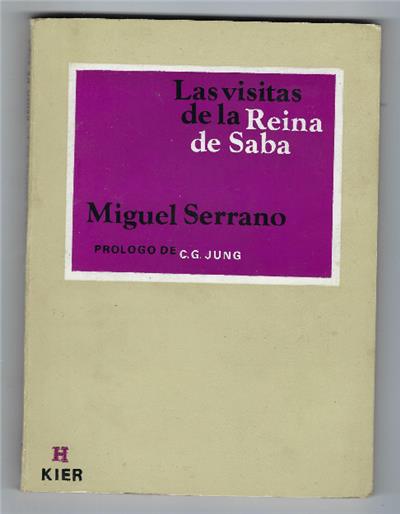 Las visitas
de la Reina
de Saba
Miguel Serrano
PROLOGO DE C.G. JUNG
KIER